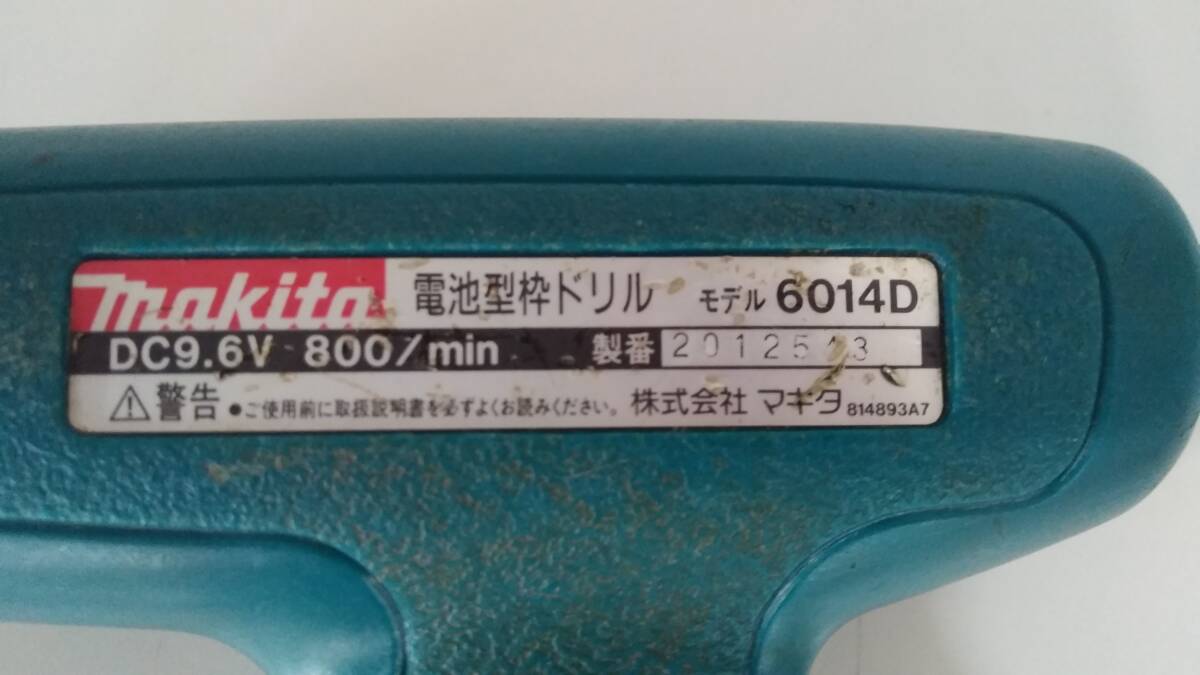 makita 電池型枠ドリル モデル 6014D
DC9.6V 800/min 製番 2012543
⚠警告 ●ご使用前に取扱説明書を必ずよくお読みください。 株式会社 マキタ 814893A7